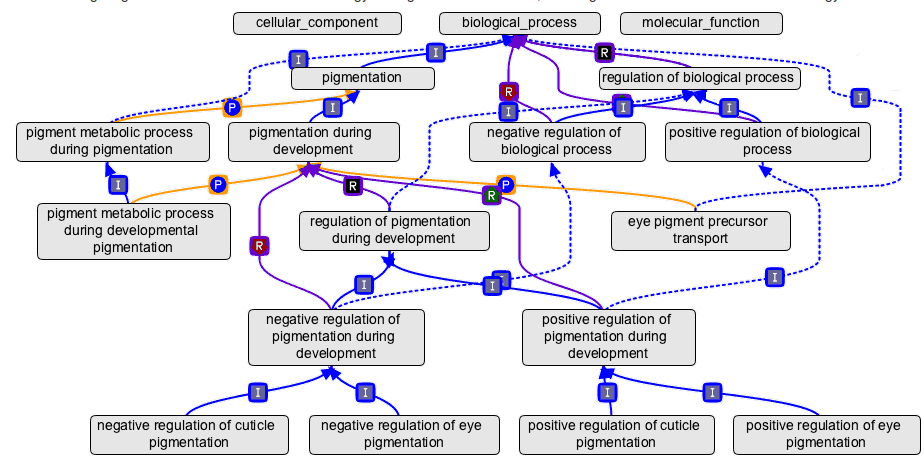 cellular_component
biological_process
molecular_function
I
I
R
pigmentation
regulation of biological process
R
I
P
I
I
I
I
pigment metabolic process
during pigmentation
pigmentation during
development
negative regulation of
biological process
positive regulation of biological
process
I
P
R
R
P
pigment metabolic process
during developmental
pigmentation
regulation of pigmentation
during development
eye pigment precursor
transport
R
I
I
I
negative regulation of
pigmentation during
development
positive regulation of
pigmentation during
development
I
I
I
I
negative regulation of cuticle
pigmentation
negative regulation of eye
pigmentation
positive regulation of cuticle
pigmentation
positive regulation of eye
pigmentation